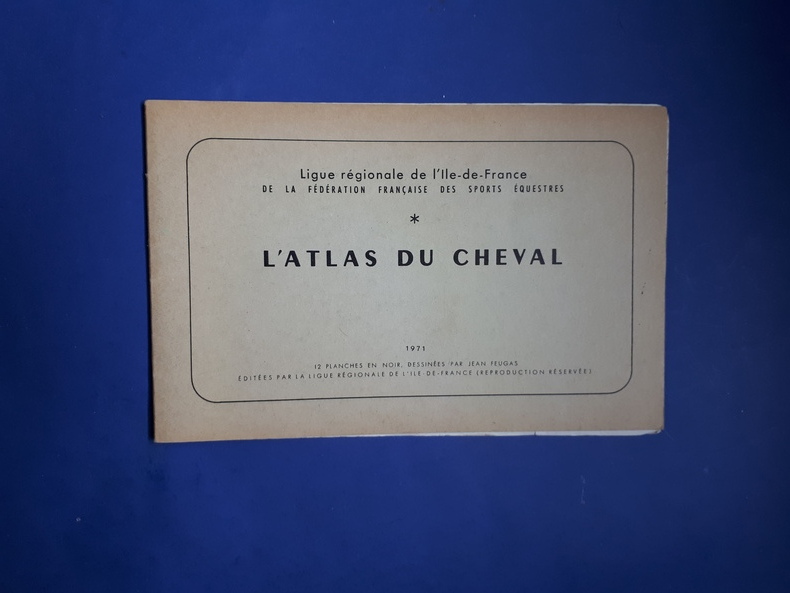 Ligue régionale de l'Ile-de-France
DE LA FÉDÉRATION FRANÇAISE DES SPORTS ÉQUESTRES
*
L'ATLAS DU CHEVAL
1971
12 PLANCHES EN NOIR, DESSINÉES PAR JEAN FEUGAS
ÉDITÉES PAR LA LIGUE RÉGIONALE DE L'ILE-DE-FRANCE (REPRODUCTION RÉSERVÉE)